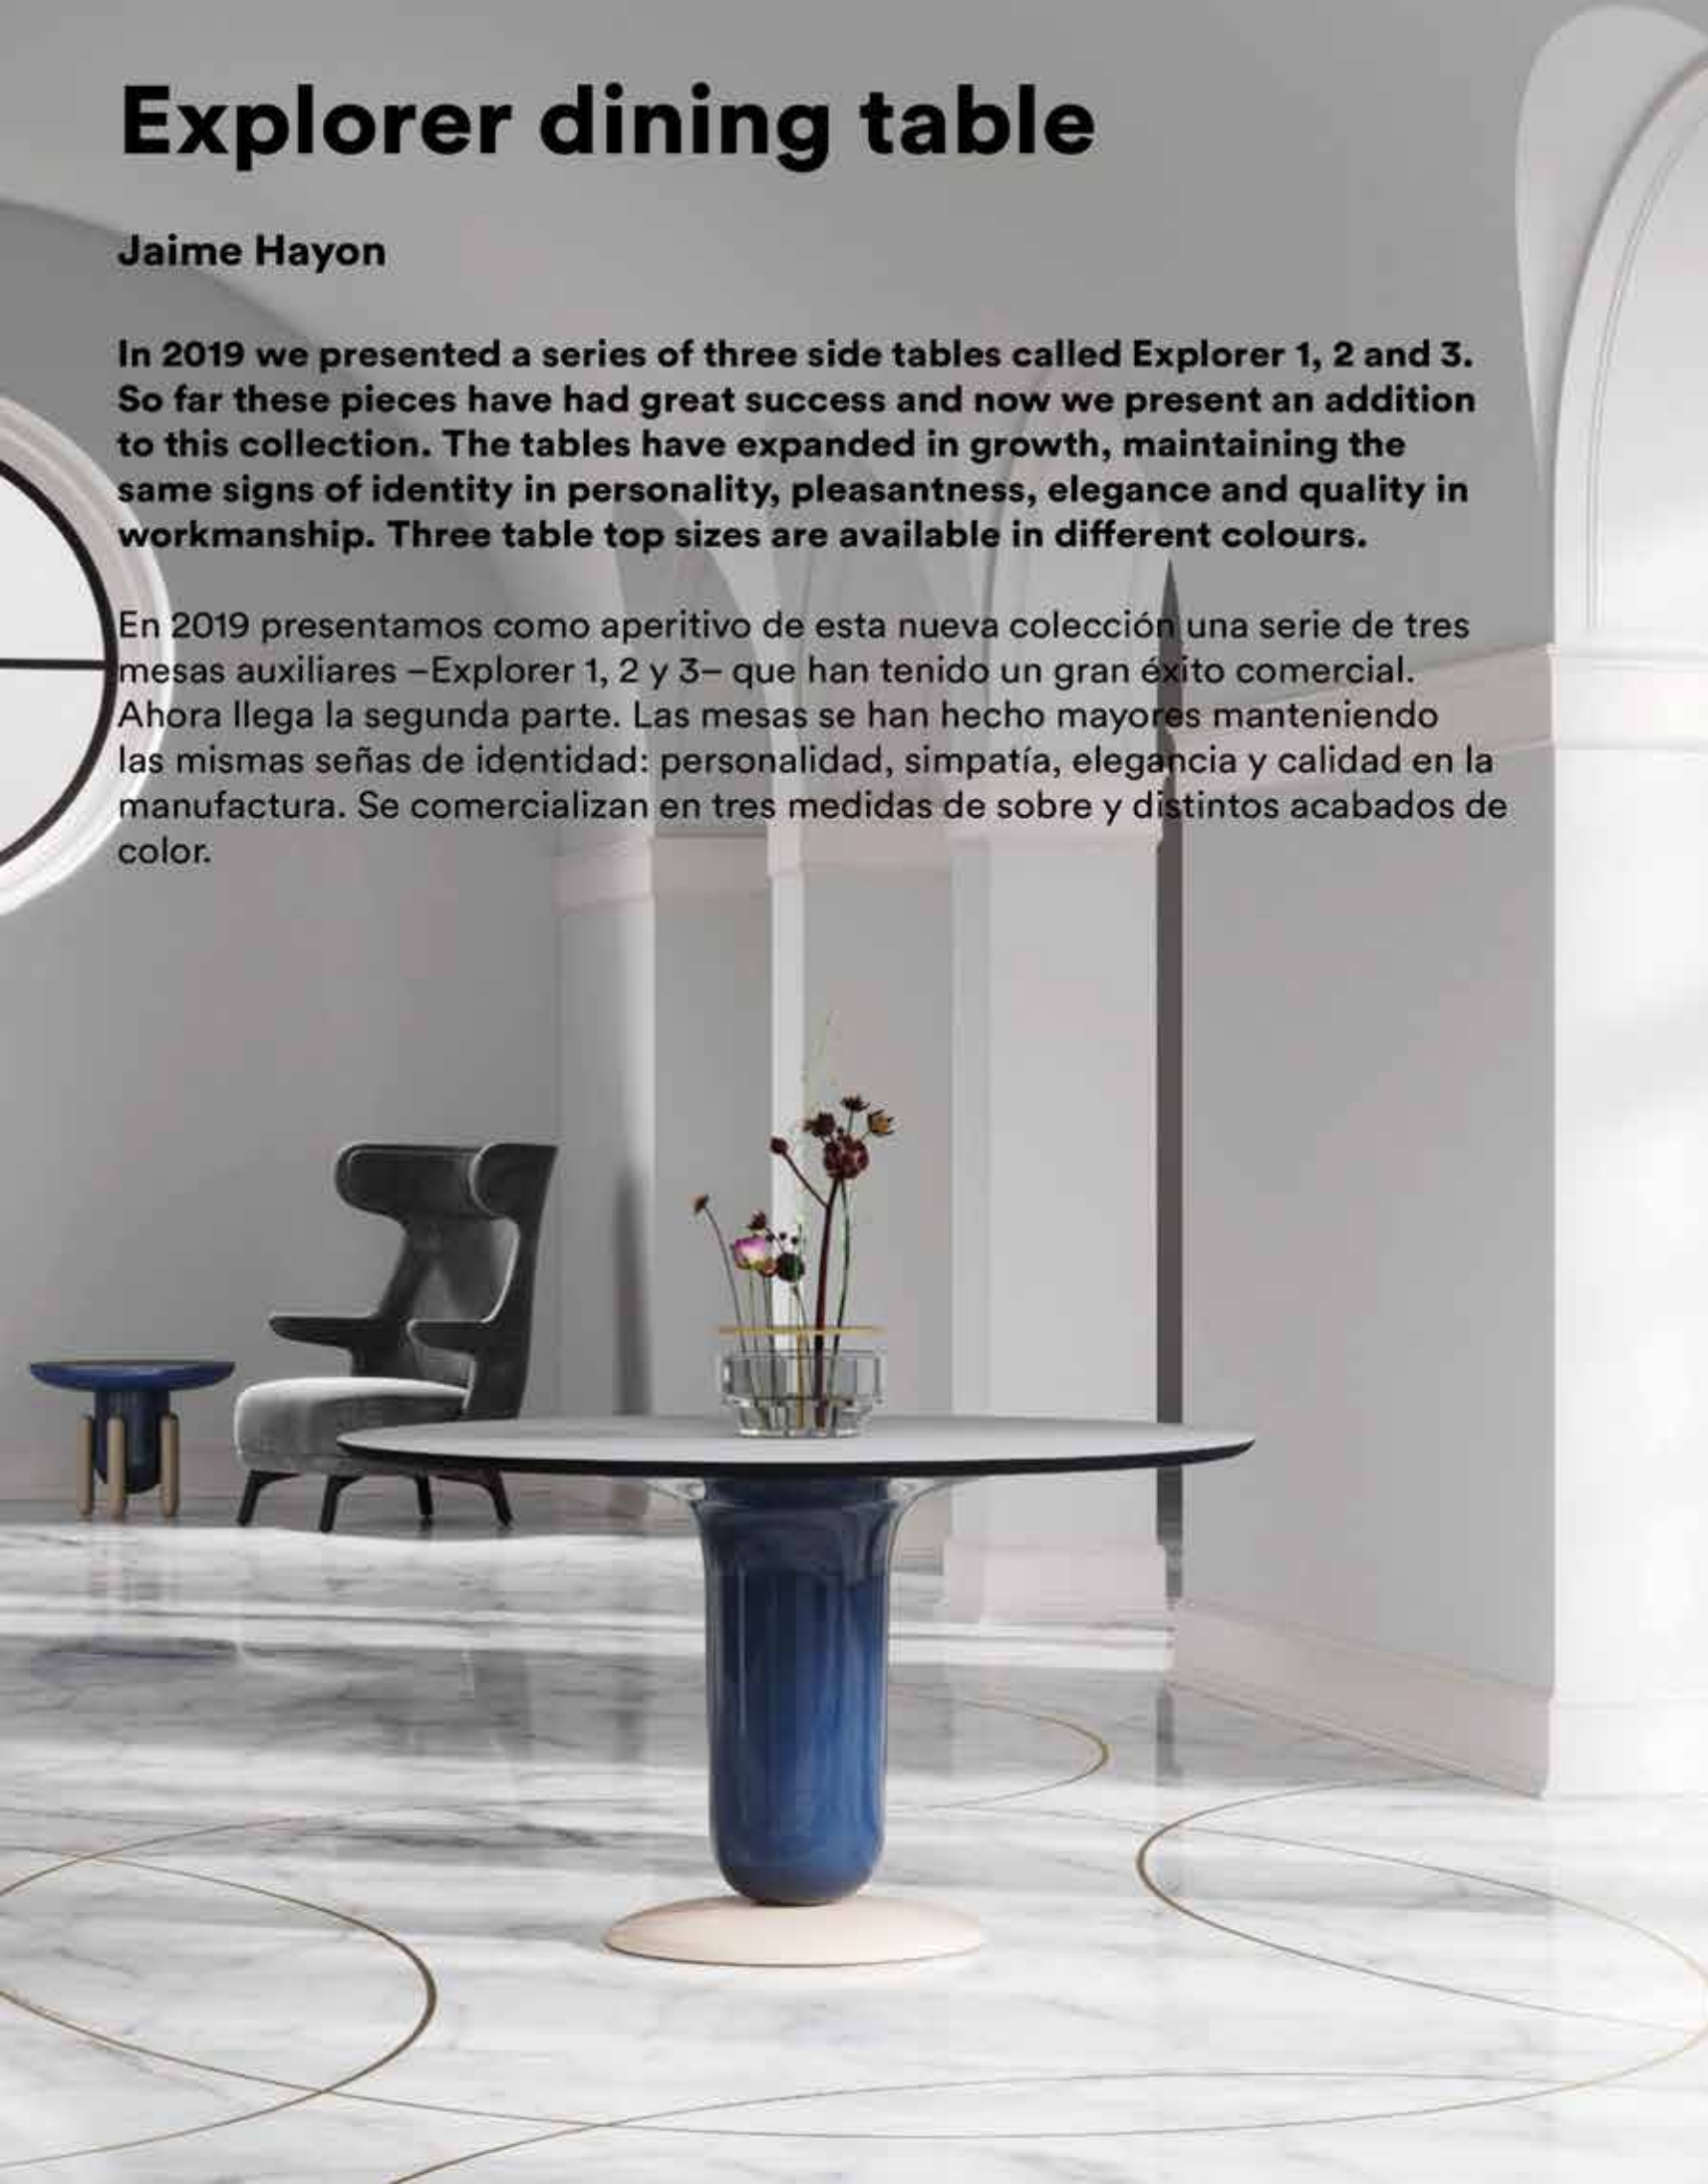 Explorer dining table
Jaime Hayon
In 2019 we presented a series of three side tables called Explorer 1, 2 and 3.
So far these pieces have had great success and now we present an addition
to this collection. The tables have expanded in growth, maintaining the
same signs of identity in personality, pleasantness, elegance and quality in
workmanship. Three table top sizes are available in different colours.
En 2019 presentamos como aperitivo de esta nueva colección una serie de tres
mesas auxiliares –Explorer 1, 2 y 3– que han tenido un gran éxito comercial.
Ahora llega la segunda parte. Las mesas se han hecho mayores manteniendo
las mismas señas de identidad: personalidad, simpatía, elegancia y calidad en la
manufactura. Se comercializan en tres medidas de sobre y distintos acabados de
color.